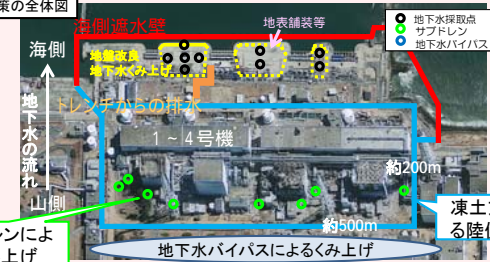 策の全体図
海側遮水壁
地表舗装等
地下水採取点
サブドレン
地下水バイパス
海側
地盤改良
地下水くみ上げ
トレンチからの排水
地下水の流れ
1～4号機
約200m
山側
レンによ
上げ
約500m
凍土
る陸
地下水バイパスによるくみ上げ